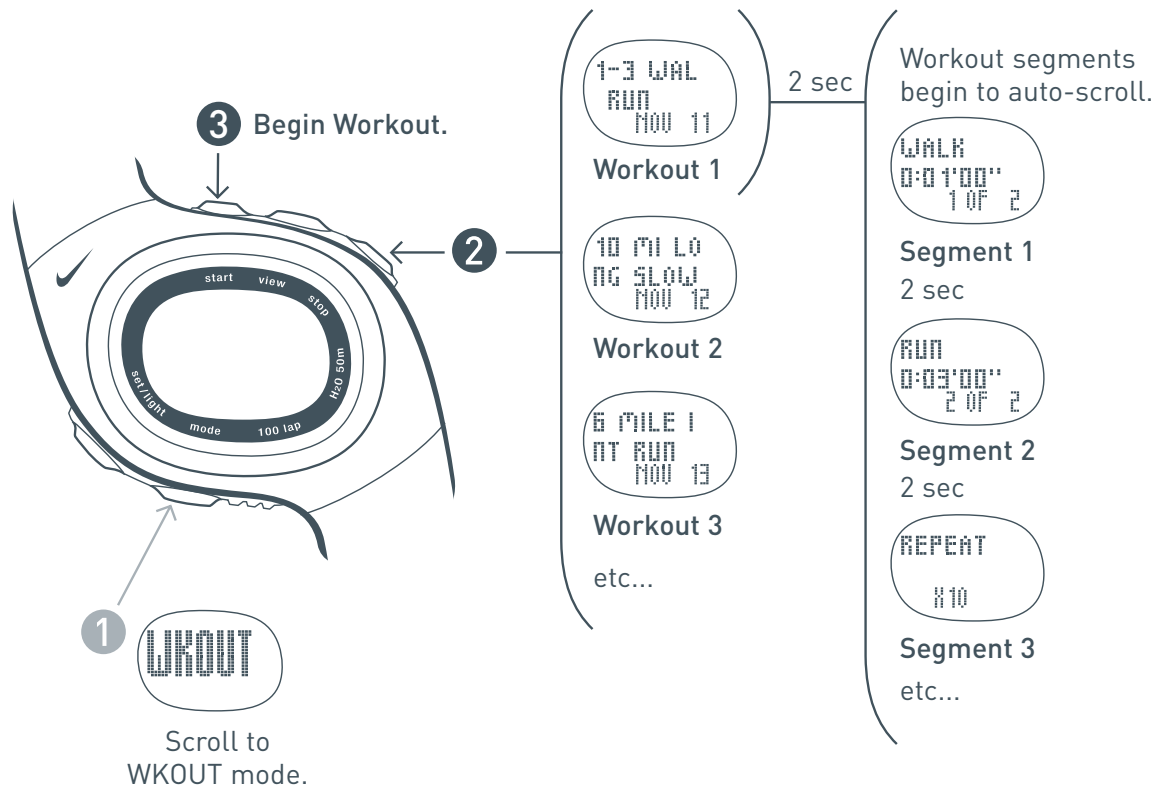 3 Begin Workout.
2
start view stop
H2O 50m
set/light
mode
100 lap
1
WKOUT
Scroll to
WKOUT mode.
1-3 WAL
RUN
NOV 11
Workout 1
10 MI LO
NG SLOW
NOV 12
Workout 2
6 MILE I
NT RUN
NOV 13
Workout 3
etc...
2 sec
Workout segments
begin to auto-scroll.
WALK
0:01'00"
1 OF 2
Segment 1
2 sec
RUN
0:03'00"
2 OF 2
Segment 2
2 sec
REPEAT
X10
Segment 3
etc...